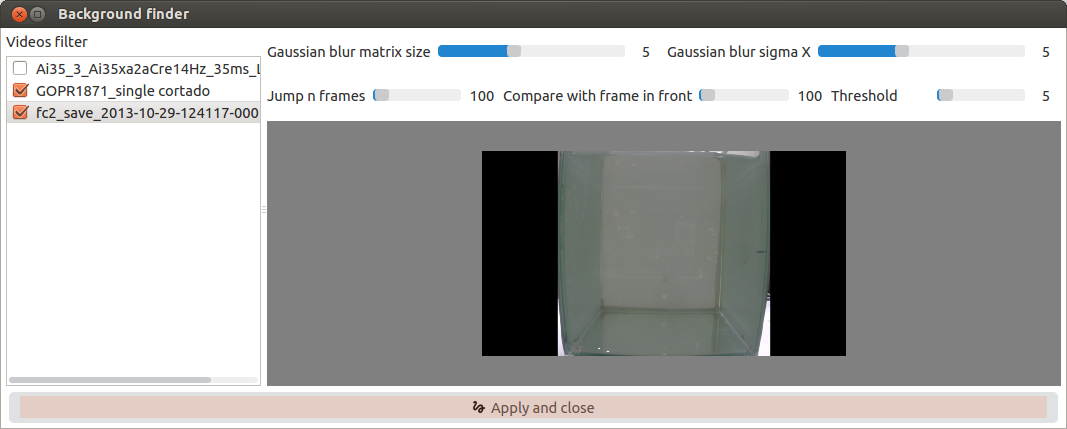 Background finder
Videos filter
Gaussian blur matrix size 5 Gaussian blur sigma X 5
Ai35_3_Ai35xa2aCre14Hz_35ms_L
GOPR1871_single cortado
Jump n frames 100 Compare with frame in front 100 Threshold 5
fc2_save_2013-10-29-124117-000
Apply and close